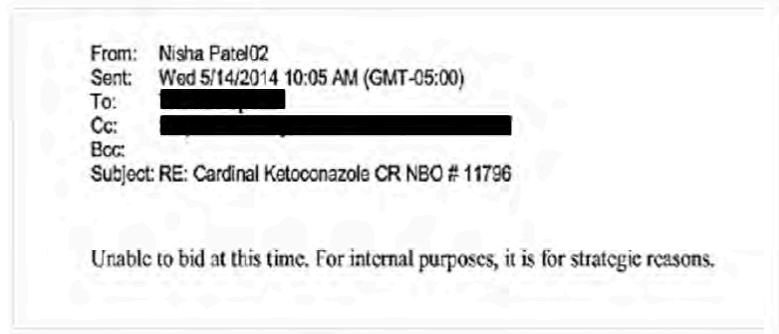 From: Nisha Patel02
Sent: Wed 5/14/2014 10:05 AM (GMT-05:00)
To:
Cc:
Bcc:
Subject: RE: Cardinal Ketoconazole CR NBO # 11796
Unable to bid at this time. For internal purposes, it is for strategic reasons.